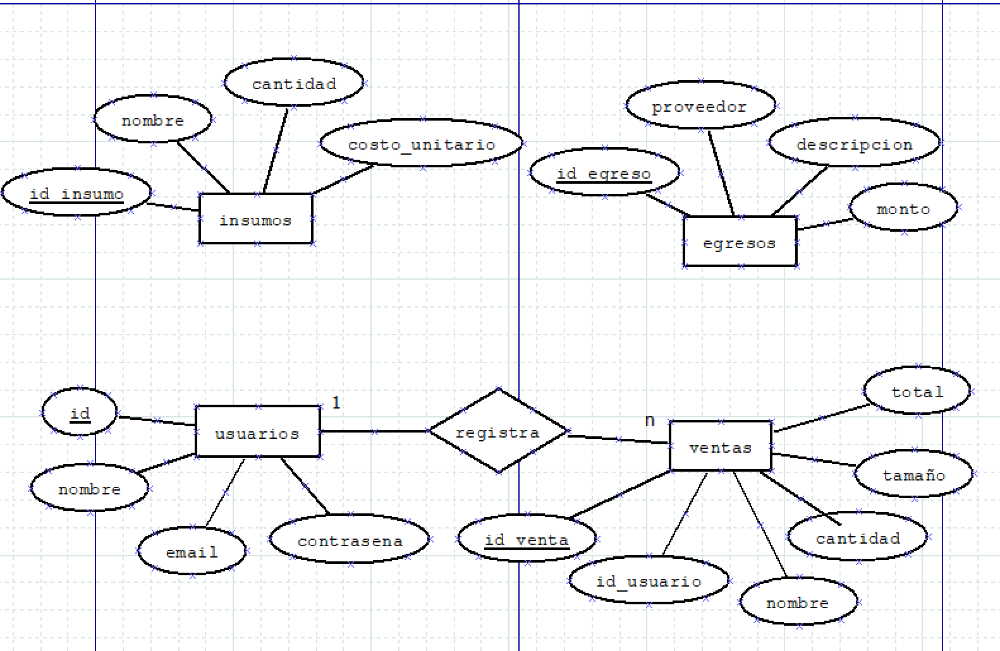 cantidad
nombre
costo_unitario
id_insumo
insumos
proveedor
descripcion
id_egreso
monto
egresos
id
usuarios
1
registra
n
ventas
total
tamaño
nombre
email
contrasena
id_venta
id_usuario
nombre
cantidad